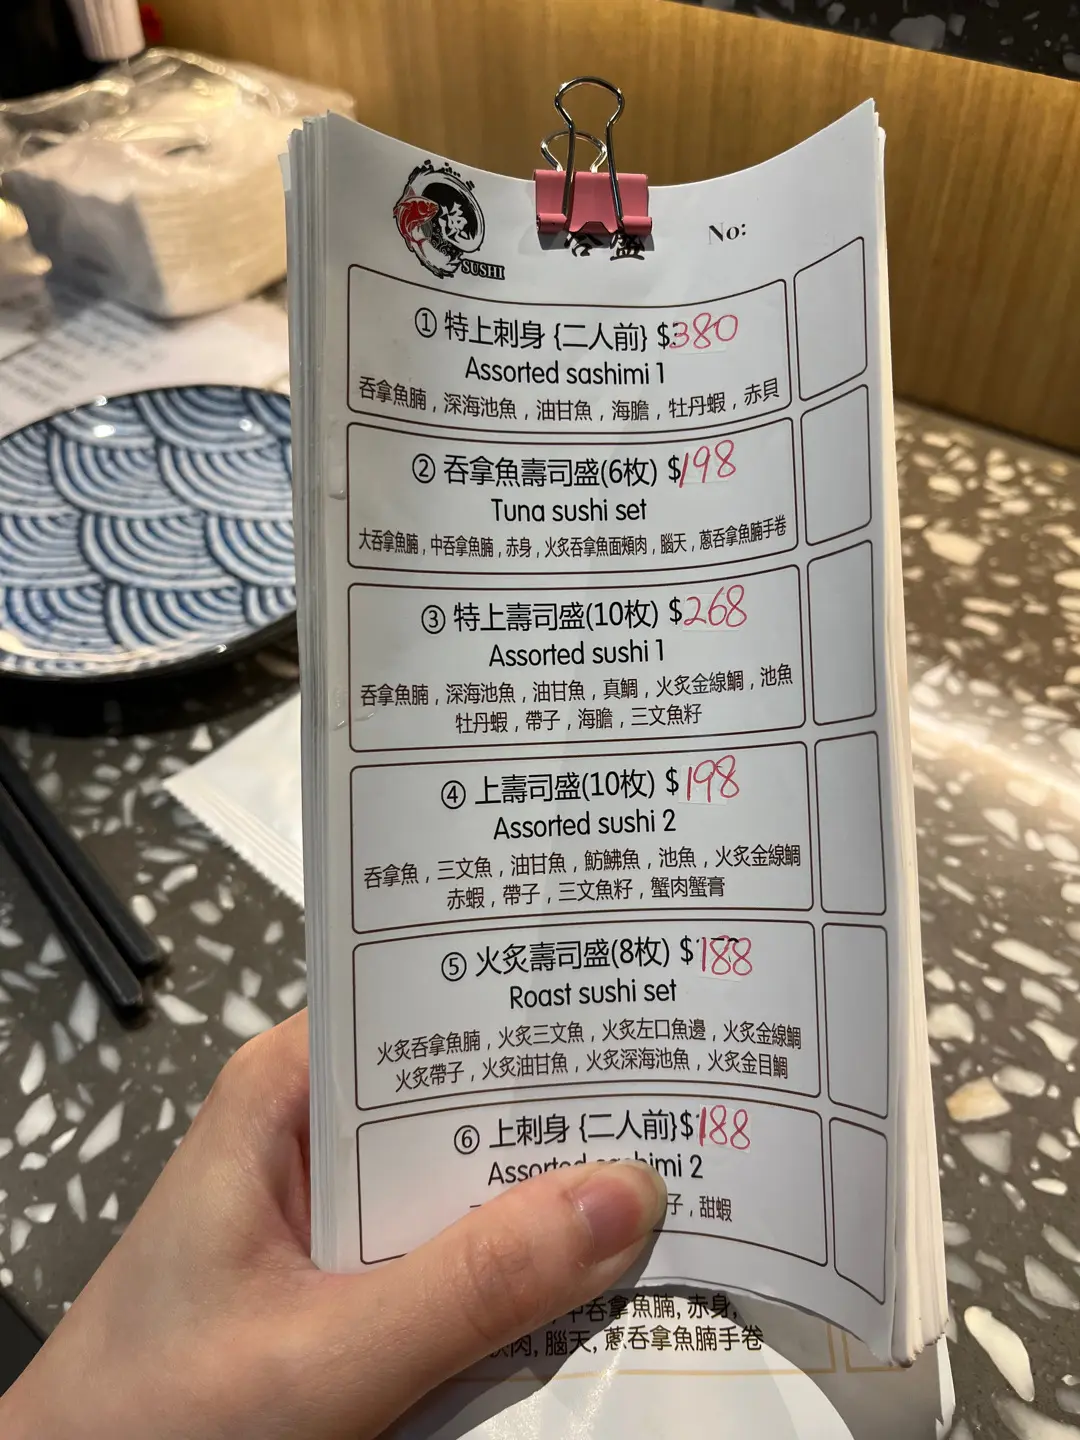 漁
SUSHI
合盛
No:
① 特上刺身 {二人前} $380
Assorted sashimi 1
吞拿魚腩 , 深海池魚 , 油甘魚 , 海膽 , 牡丹蝦 , 赤貝
② 吞拿魚壽司盛(6枚) $198
Tuna sushi set
大吞拿魚腩 , 中吞拿魚腩 , 赤身 , 火炙吞拿魚面頰肉 , 腦天 , 蔥吞拿魚腩手卷
③ 特上壽司盛(10枚) $268
Assorted sushi 1
吞拿魚腩 , 深海池魚 , 油甘魚 , 真鯛 , 火炙金線鯛 , 池魚
牡丹蝦 , 帶子 , 海膽 , 三文魚籽
④ 上壽司盛(10枚) $198
Assorted sushi 2
吞拿魚 , 三文魚 , 油甘魚 , 魴鮄魚 , 池魚 , 火炙金線鯛
赤蝦 , 帶子 , 三文魚籽 , 蟹肉蟹膏
⑤ 火炙壽司盛(8枚) $188
Roast sushi set
火炙吞拿魚腩 , 火炙三文魚 , 火炙左口魚邊 , 火炙金線鯛
火炙帶子 , 火炙油甘魚 , 火炙深海池魚 , 火炙金目鯛
⑥ 上刺身 {二人前}$188
Assorted sashimi 2
子 , 甜蝦
中吞拿魚腩, 赤身,
肉, 腦天, 蔥吞拿魚腩手卷